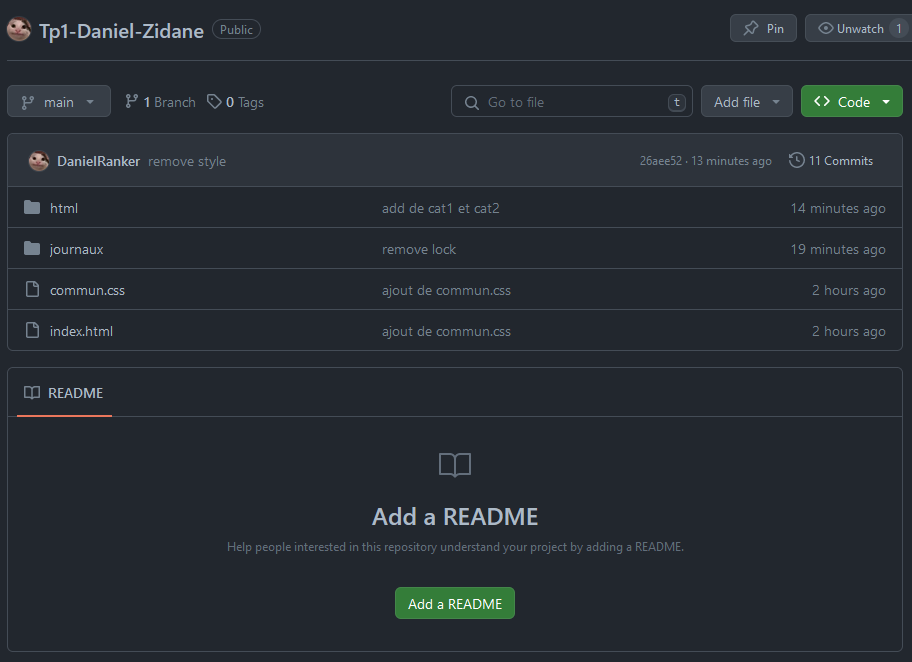 Tp1-Daniel-Zidane Public Pin Unwatch 1
main 1 Branch 0 Tags Go to file t Add file Code
DanielRanker remove style 26aee52 · 13 minutes ago 11 Commits
html add de cat1 et cat2 14 minutes ago
journaux remove lock 19 minutes ago
commun.css ajout de commun.css 2 hours ago
index.html ajout de commun.css 2 hours ago
README
Add a README
Help people interested in this repository understand your project by adding a README.
Add a README